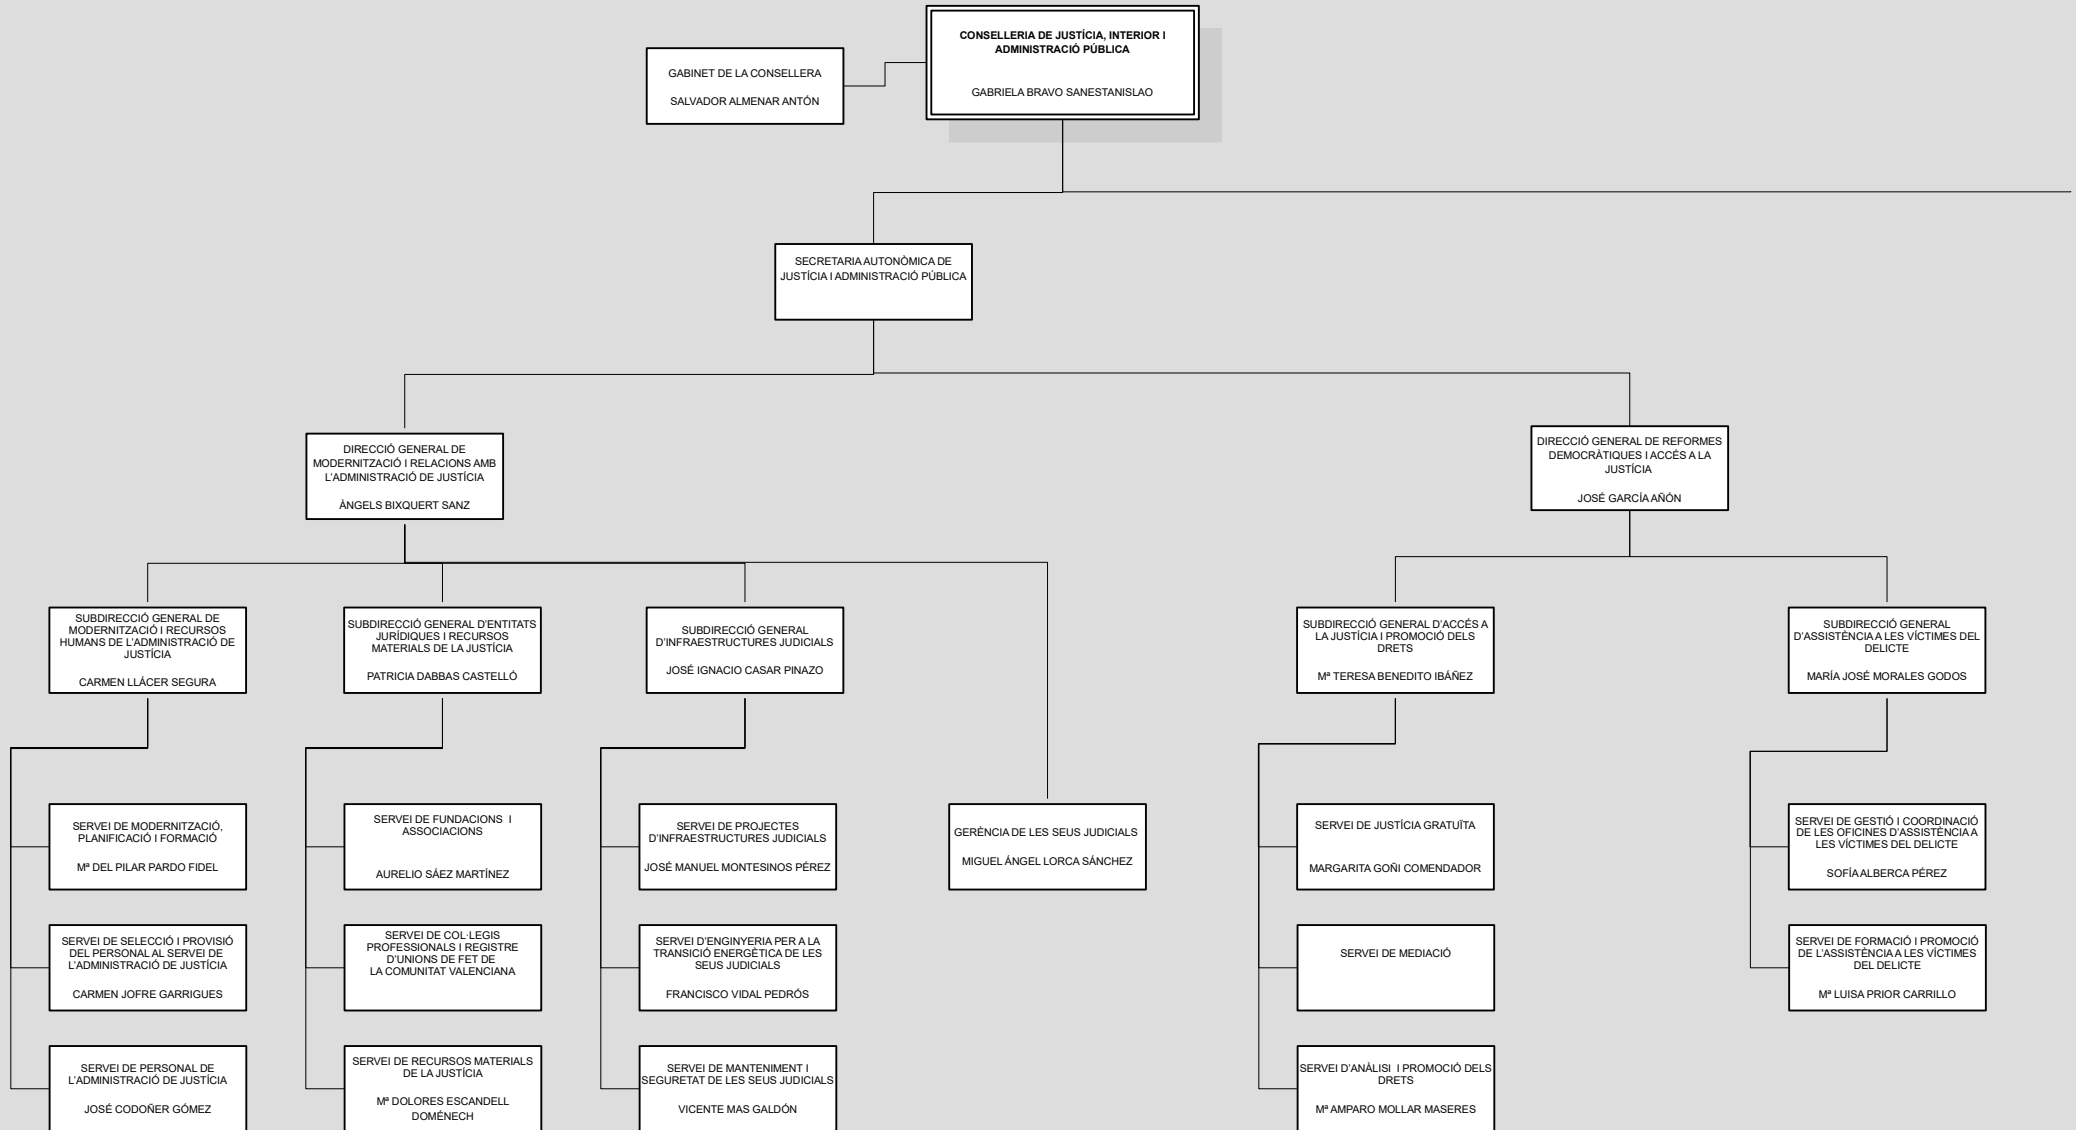 CONSELLERIA DE JUSTÍCIA, INTERIOR I
ADMINISTRACIÓ PÚBLICA
GABRIELA BRAVO SANESTANISLAO
GABINET DE LA CONSELLERA
SALVADOR ALMENAR ANTÓN
SECRETARIA AUTONÒMICA DE
JUSTÍCIA I ADMINISTRACIÓ PÚBLICA
DIRECCIÓ GENERAL DE
MODERNITZACIÓ I RELACIONS AMB
L'ADMINISTRACIÓ DE JUSTÍCIA
ÀNGELS BIXQUERT SANZ
DIRECCIÓ GENERAL DE REFORMES
DEMOCRÀTIQUES I ACCÉS A LA
JUSTÍCIA
JOSÉ GARCÍA AÑÓN
SUBDIRECCIÓ GENERAL DE
MODERNITZACIÓ I RECURSOS
HUMANS DE L'ADMINISTRACIÓ DE
JUSTÍCIA
CARMEN LLÁCER SEGURA
SUBDIRECCIÓ GENERAL D'ENTITATS
JURÍDIQUES I RECURSOS
MATERIALS DE LA JUSTÍCIA
PATRICIA DABBAS CASTELLÓ
SUBDIRECCIÓ GENERAL
D'INFRAESTRUCTURES JUDICIALS
JOSÉ IGNACIO CASAR PINAZO
SUBDIRECCIÓ GENERAL D'ACCÉS A
LA JUSTÍCIA I PROMOCIÓ DELS
DRETS
Mª TERESA BENEDITO IBÁÑEZ
SUBDIRECCIÓ GENERAL
D'ASSISTÈNCIA A LES VÍCTIMES DEL
DELICTE
MARÍA JOSÉ MORALES GODOS
SERVEI DE MODERNITZACIÓ,
PLANIFICACIÓ I FORMACIÓ
Mª DEL PILAR PARDO FIDEL
SERVEI DE FUNDACIONS I
ASSOCIACIONS
AURELIO SÁEZ MARTÍNEZ
SERVEI DE PROJECTES
D'INFRAESTRUCTURES JUDICIALS
JOSÉ MANUEL MONTESINOS PÉREZ
GERÈNCIA DE LES SEUS JUDICIALS
MIGUEL ÁNGEL LORCA SÁNCHEZ
SERVEI DE JUSTÍCIA GRATUÏTA
MARGARITA GOÑI COMENDADOR
SERVEI DE GESTIÓ I COORDINACIÓ
DE LES OFICINES D'ASSISTÈNCIA A
LES VÍCTIMES DEL DELICTE
SOFÍA ALBERCA PÉREZ
SERVEI DE SELECCIÓ I PROVISIÓ
DEL PERSONAL AL SERVEI DE
L'ADMINISTRACIÓ DE JUSTÍCIA
CARMEN JOFRE GARRIGUES
SERVEI DE COL·LEGIS
PROFESSIONALS I REGISTRE
D'UNIONS DE FET DE
LA COMUNITAT VALENCIANA
SERVEI D'ENGINYERIA PER A LA
TRANSICIÓ ENERGÈTICA DE LES
SEUS JUDICIALS
FRANCISCO VIDAL PEDRÓS
SERVEI DE MEDIACIÓ
SERVEI DE FORMACIÓ I PROMOCIÓ
DE L'ASSISTÈNCIA A LES VÍCTIMES
DEL DELICTE
Mª LUISA PRIOR CARRILLO
SERVEI DE PERSONAL DE
L'ADMINISTRACIÓ DE JUSTÍCIA
JOSÉ CODOÑER GÓMEZ
SERVEI DE RECURSOS MATERIALS
DE LA JUSTÍCIA
Mª DOLORES ESCANDELL
DOMÉNECH
SERVEI DE MANTENIMENT I
SEGURETAT DE LES SEUS JUDICIALS
VICENTE MAS GALDÓN
SERVEI D'ANÀLISI I PROMOCIÓ DELS
DRETS
Mª AMPARO MOLLAR MASERES